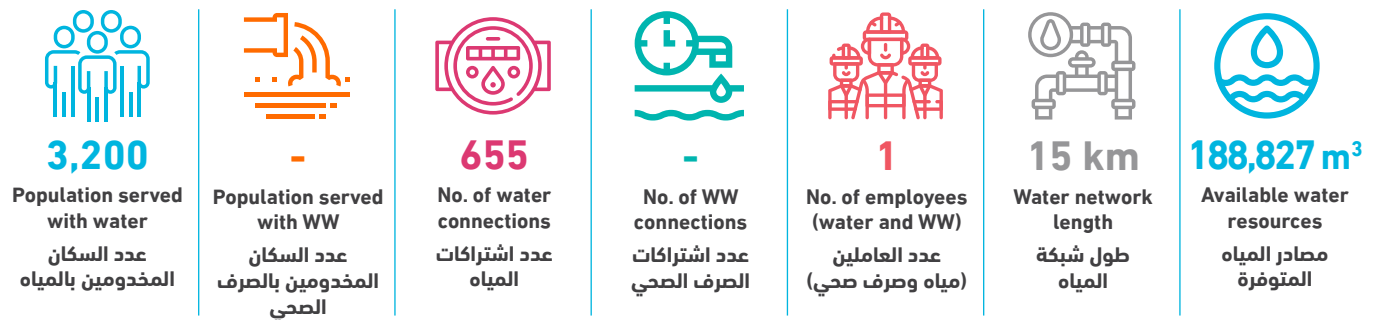 3,200
Population served
with water
عدد السكان
المخدومين بالمياه
-
Population served
with WW
عدد السكان
المخدومين بالصرف
الصحي
655
No. of water
connections
عدد اشتراكات
المياه
-
No. of WW
connections
عدد اشتراكات
الصرف الصحي
1
No. of employees
(water and WW)
عدد العاملين
(مياه وصرف صحي)
15 km
Water network
length
طول شبكة
المياه
188,827 m³
Available water
resources
مصادر المياه
المتوفرة